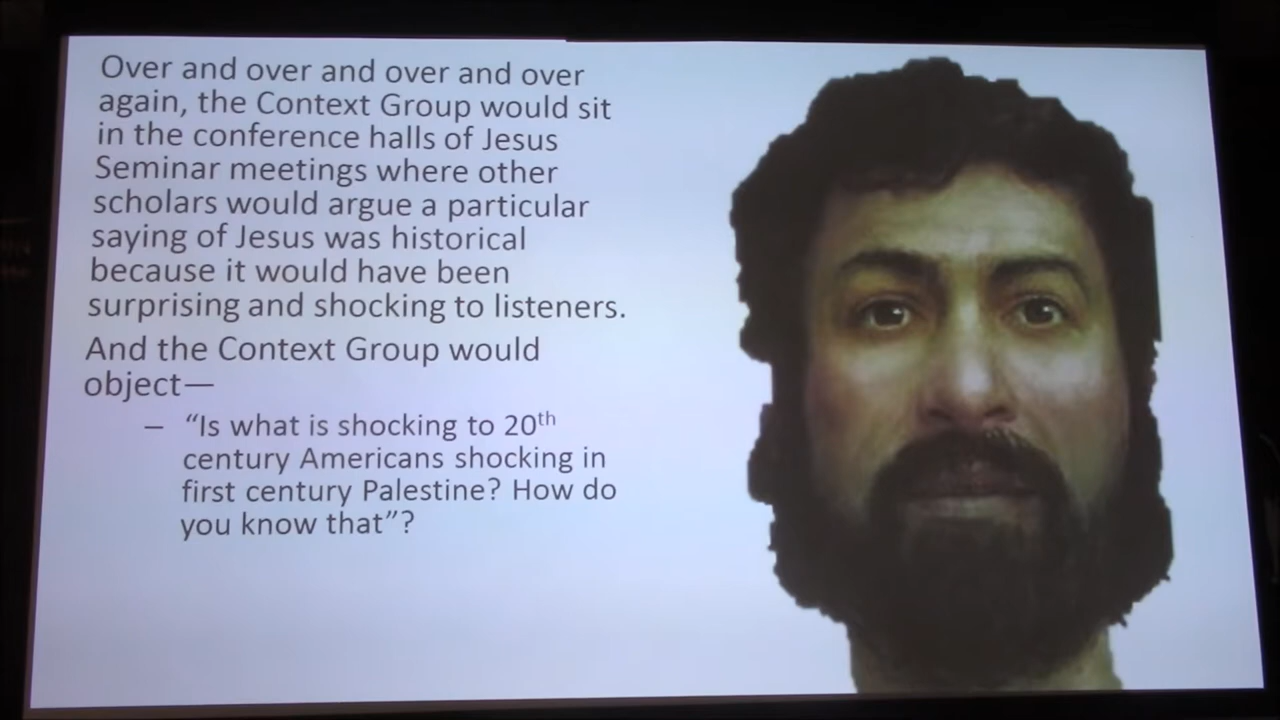 Over and over and over and over
again, the Context Group would sit
in the conference halls of Jesus
Seminar meetings where other
scholars would argue a particular
saying of Jesus was historical
because it would have been
surprising and shocking to listeners.
And the Context Group would
object—
– “Is what is shocking to 20th
century Americans shocking in
first century Palestine? How do
you know that”?